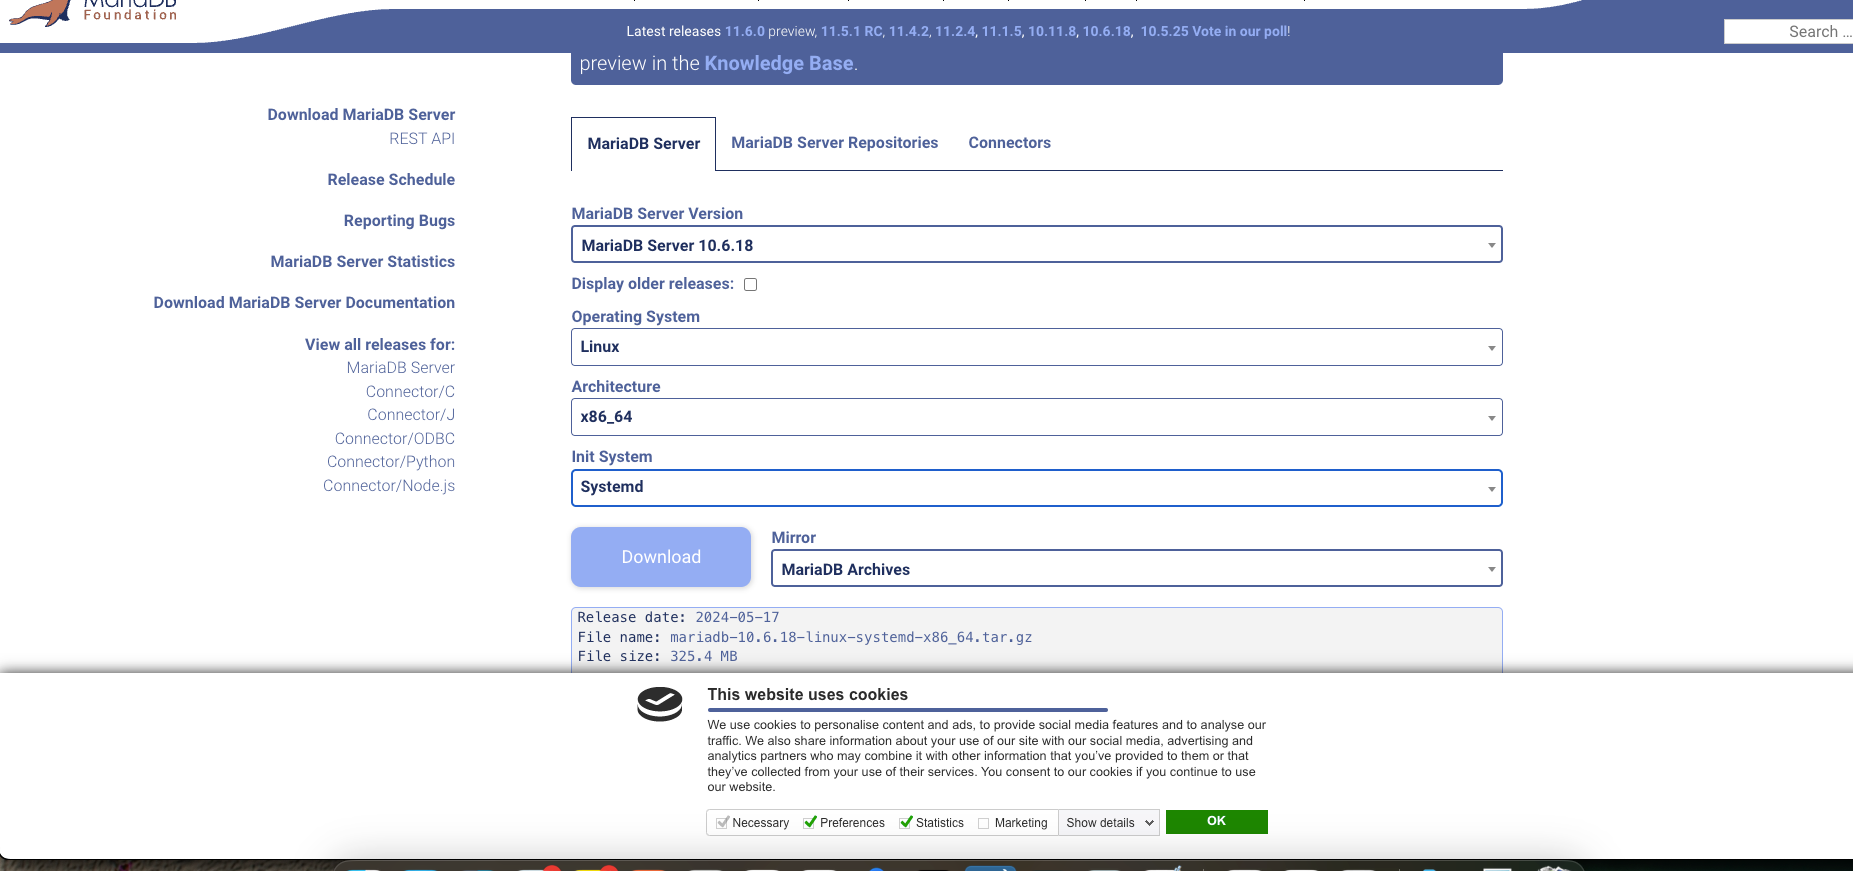 MariaDB
Foundation
Latest releases 11.6.0 preview, 11.5.1 RC, 11.4.2, 11.2.4, 11.1.5, 10.11.8, 10.6.18, 10.5.25 Vote in our poll!
Search ...
preview in the Knowledge Base.
Download MariaDB Server
REST API
Release Schedule
Reporting Bugs
MariaDB Server Statistics
Download MariaDB Server Documentation
View all releases for:
MariaDB Server
Connector/C
Connector/J
Connector/ODBC
Connector/Python
Connector/Node.js
MariaDB Server
MariaDB Server Repositories
Connectors
MariaDB Server Version
MariaDB Server 10.6.18
Display older releases:
Operating System
Linux
Architecture
x86_64
Init System
Systemd
Download
Mirror
MariaDB Archives
Release date: 2024-05-17
File name: mariadb-10.6.18-linux-systemd-x86_64.tar.gz
File size: 325.4 MB
This website uses cookies
We use cookies to personalise content and ads, to provide social media features and to analyse our
traffic. We also share information about your use of our site with our social media, advertising and
analytics partners who may combine it with other information that you've provided to them or that
they've collected from your use of their services. You consent to our cookies if you continue to use
our website.
Necessary Preferences Statistics Marketing Show details OK